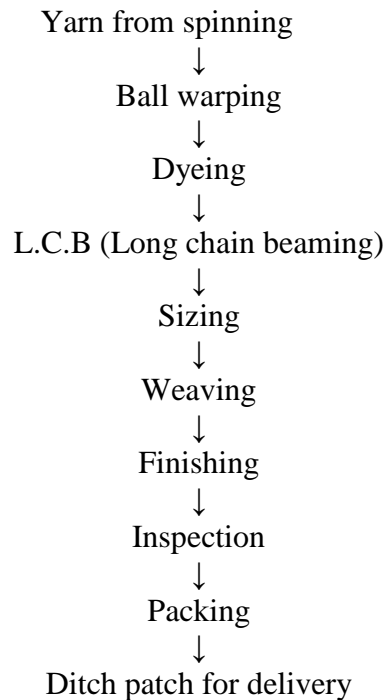 Yarn from spinning
↓
Ball warping
↓
Dyeing
↓
L.C.B (Long chain beaming)
↓
Sizing
↓
Weaving
↓
Finishing
↓
Inspection
↓
Packing
↓
Ditch patch for delivery